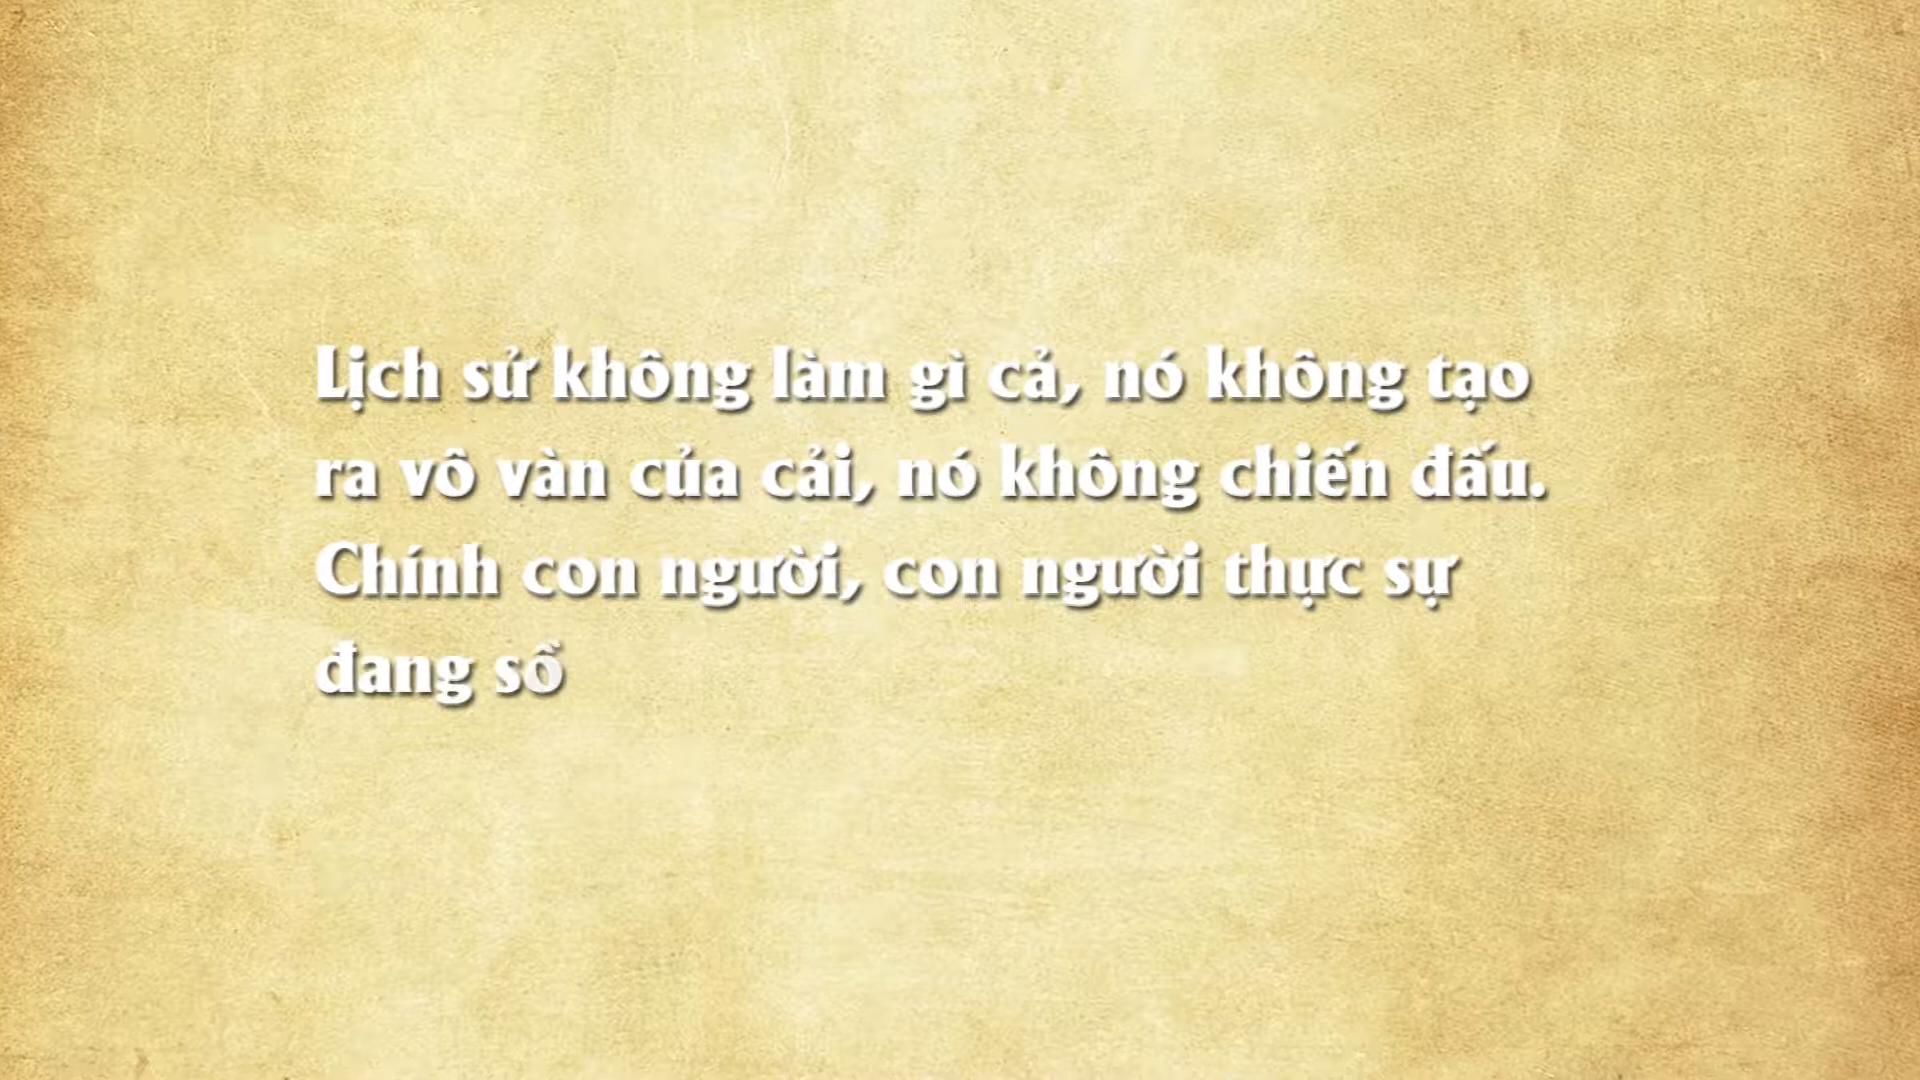 Lịch sử không làm gì cả, nó không tạo
ra vô vàn của cải, nó không chiến đấu.
Chính con người, con người thực sự
đang số